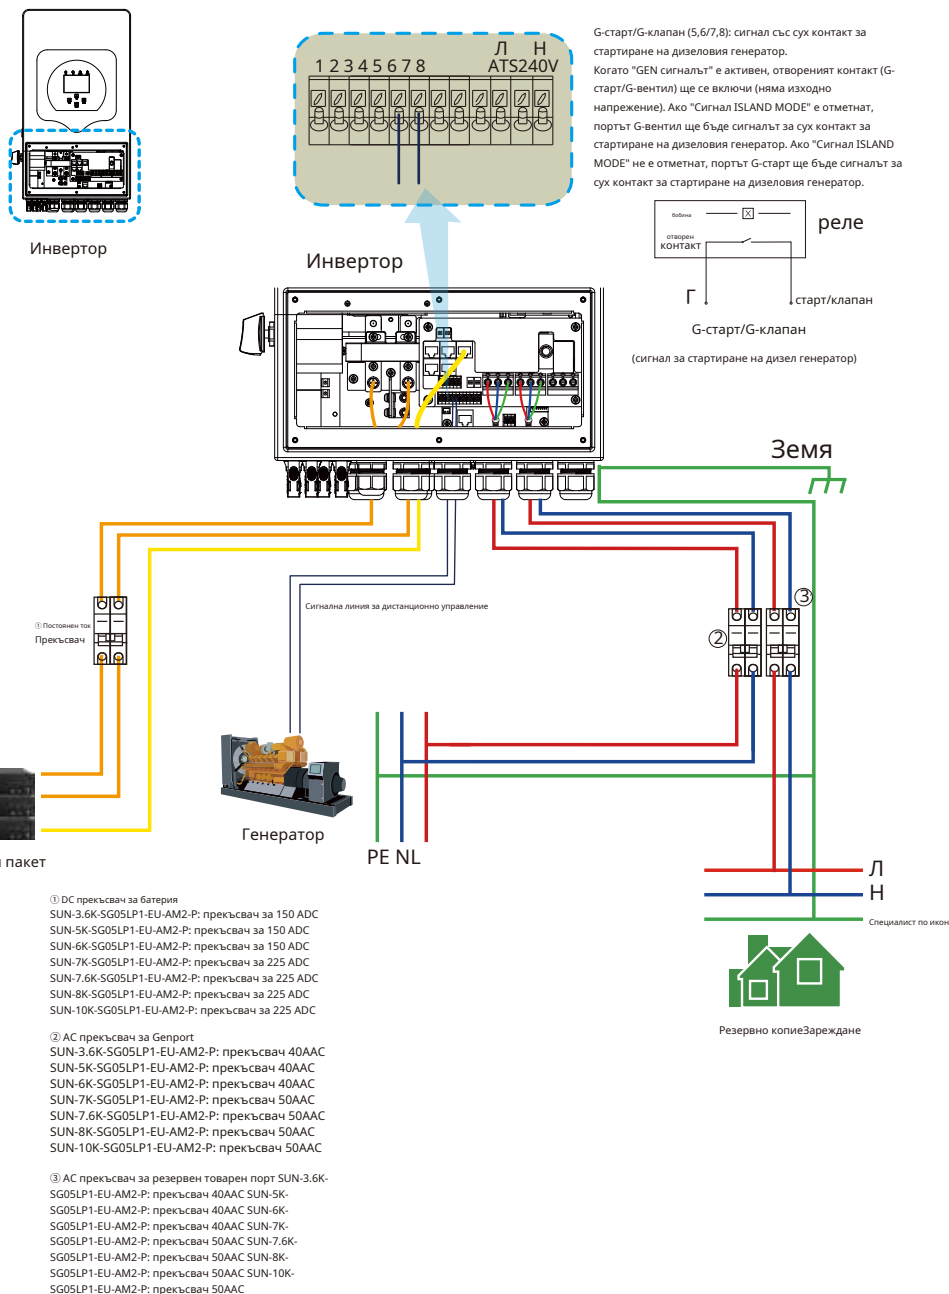 G-старт/G-клапан (5,6/7,8): сигнал със сух контакт за
стартиране на дизеловия генератор.
Когато "GEN сигналът" е активен, отвореният контакт (G-
старт/G-вентил) ще се включи (няма изходно
напрежение). Ако "Сигнал ISLAND MODE" е отметнат,
портът G-вентил ще бъде сигналът за сух контакт за
стартиране на дизеловия генератор. Ако "Сигнал ISLAND
MODE" не е отметнат, портът G-старт ще бъде сигналът за
сух контакт за стартиране на дизеловия генератор.
Л Н
1 2 3 4 5 6 7 8 ATS240V
Инвертор
бобина
X
реле
отворен
контакт
Г
старт/клапан
G-старт/G-клапан
(сигнал за стартиране на дизел генератор)
Инвертор
Земя
Сигнална линия за дистанционно управление
① Постоянен ток
Прекъсвач
②
③
Генератор
пакет
PE NL
Л
Н
Специалист по икон
Резервно копиеЗареждане
① DC прекъсвач за батерия
SUN-3.6K-SG05LP1-EU-AM2-P: прекъсвач за 150 ADC
SUN-5K-SG05LP1-EU-AM2-P: прекъсвач за 150 ADC
SUN-6K-SG05LP1-EU-AM2-P: прекъсвач за 150 ADC
SUN-7K-SG05LP1-EU-AM2-P: прекъсвач за 225 ADC
SUN-7.6K-SG05LP1-EU-AM2-P: прекъсвач за 225 ADC
SUN-8K-SG05LP1-EU-AM2-P: прекъсвач за 225 ADC
SUN-10K-SG05LP1-EU-AM2-P: прекъсвач за 225 ADC
② AC прекъсвач за Genport
SUN-3.6K-SG05LP1-EU-AM2-P: прекъсвач 40AAC
SUN-5K-SG05LP1-EU-AM2-P: прекъсвач 40AAC
SUN-6K-SG05LP1-EU-AM2-P: прекъсвач 40AAC
SUN-7K-SG05LP1-EU-AM2-P: прекъсвач 50AAC
SUN-7.6K-SG05LP1-EU-AM2-P: прекъсвач 50AAC
SUN-8K-SG05LP1-EU-AM2-P: прекъсвач 50AAC
SUN-10K-SG05LP1-EU-AM2-P: прекъсвач 50AAC
③ AC прекъсвач за резервен товарен порт SUN-3.6K-
SG05LP1-EU-AM2-P: прекъсвач 40AAC SUN-5K-
SG05LP1-EU-AM2-P: прекъсвач 40AAC SUN-6K-
SG05LP1-EU-AM2-P: прекъсвач 40AAC SUN-7K-
SG05LP1-EU-AM2-P: прекъсвач 50AAC SUN-7.6K-
SG05LP1-EU-AM2-P: прекъсвач 50AAC SUN-8K-
SG05LP1-EU-AM2-P: прекъсвач 50AAC SUN-10K-
SG05LP1-EU-AM2-P: прекъсвач 50AAC